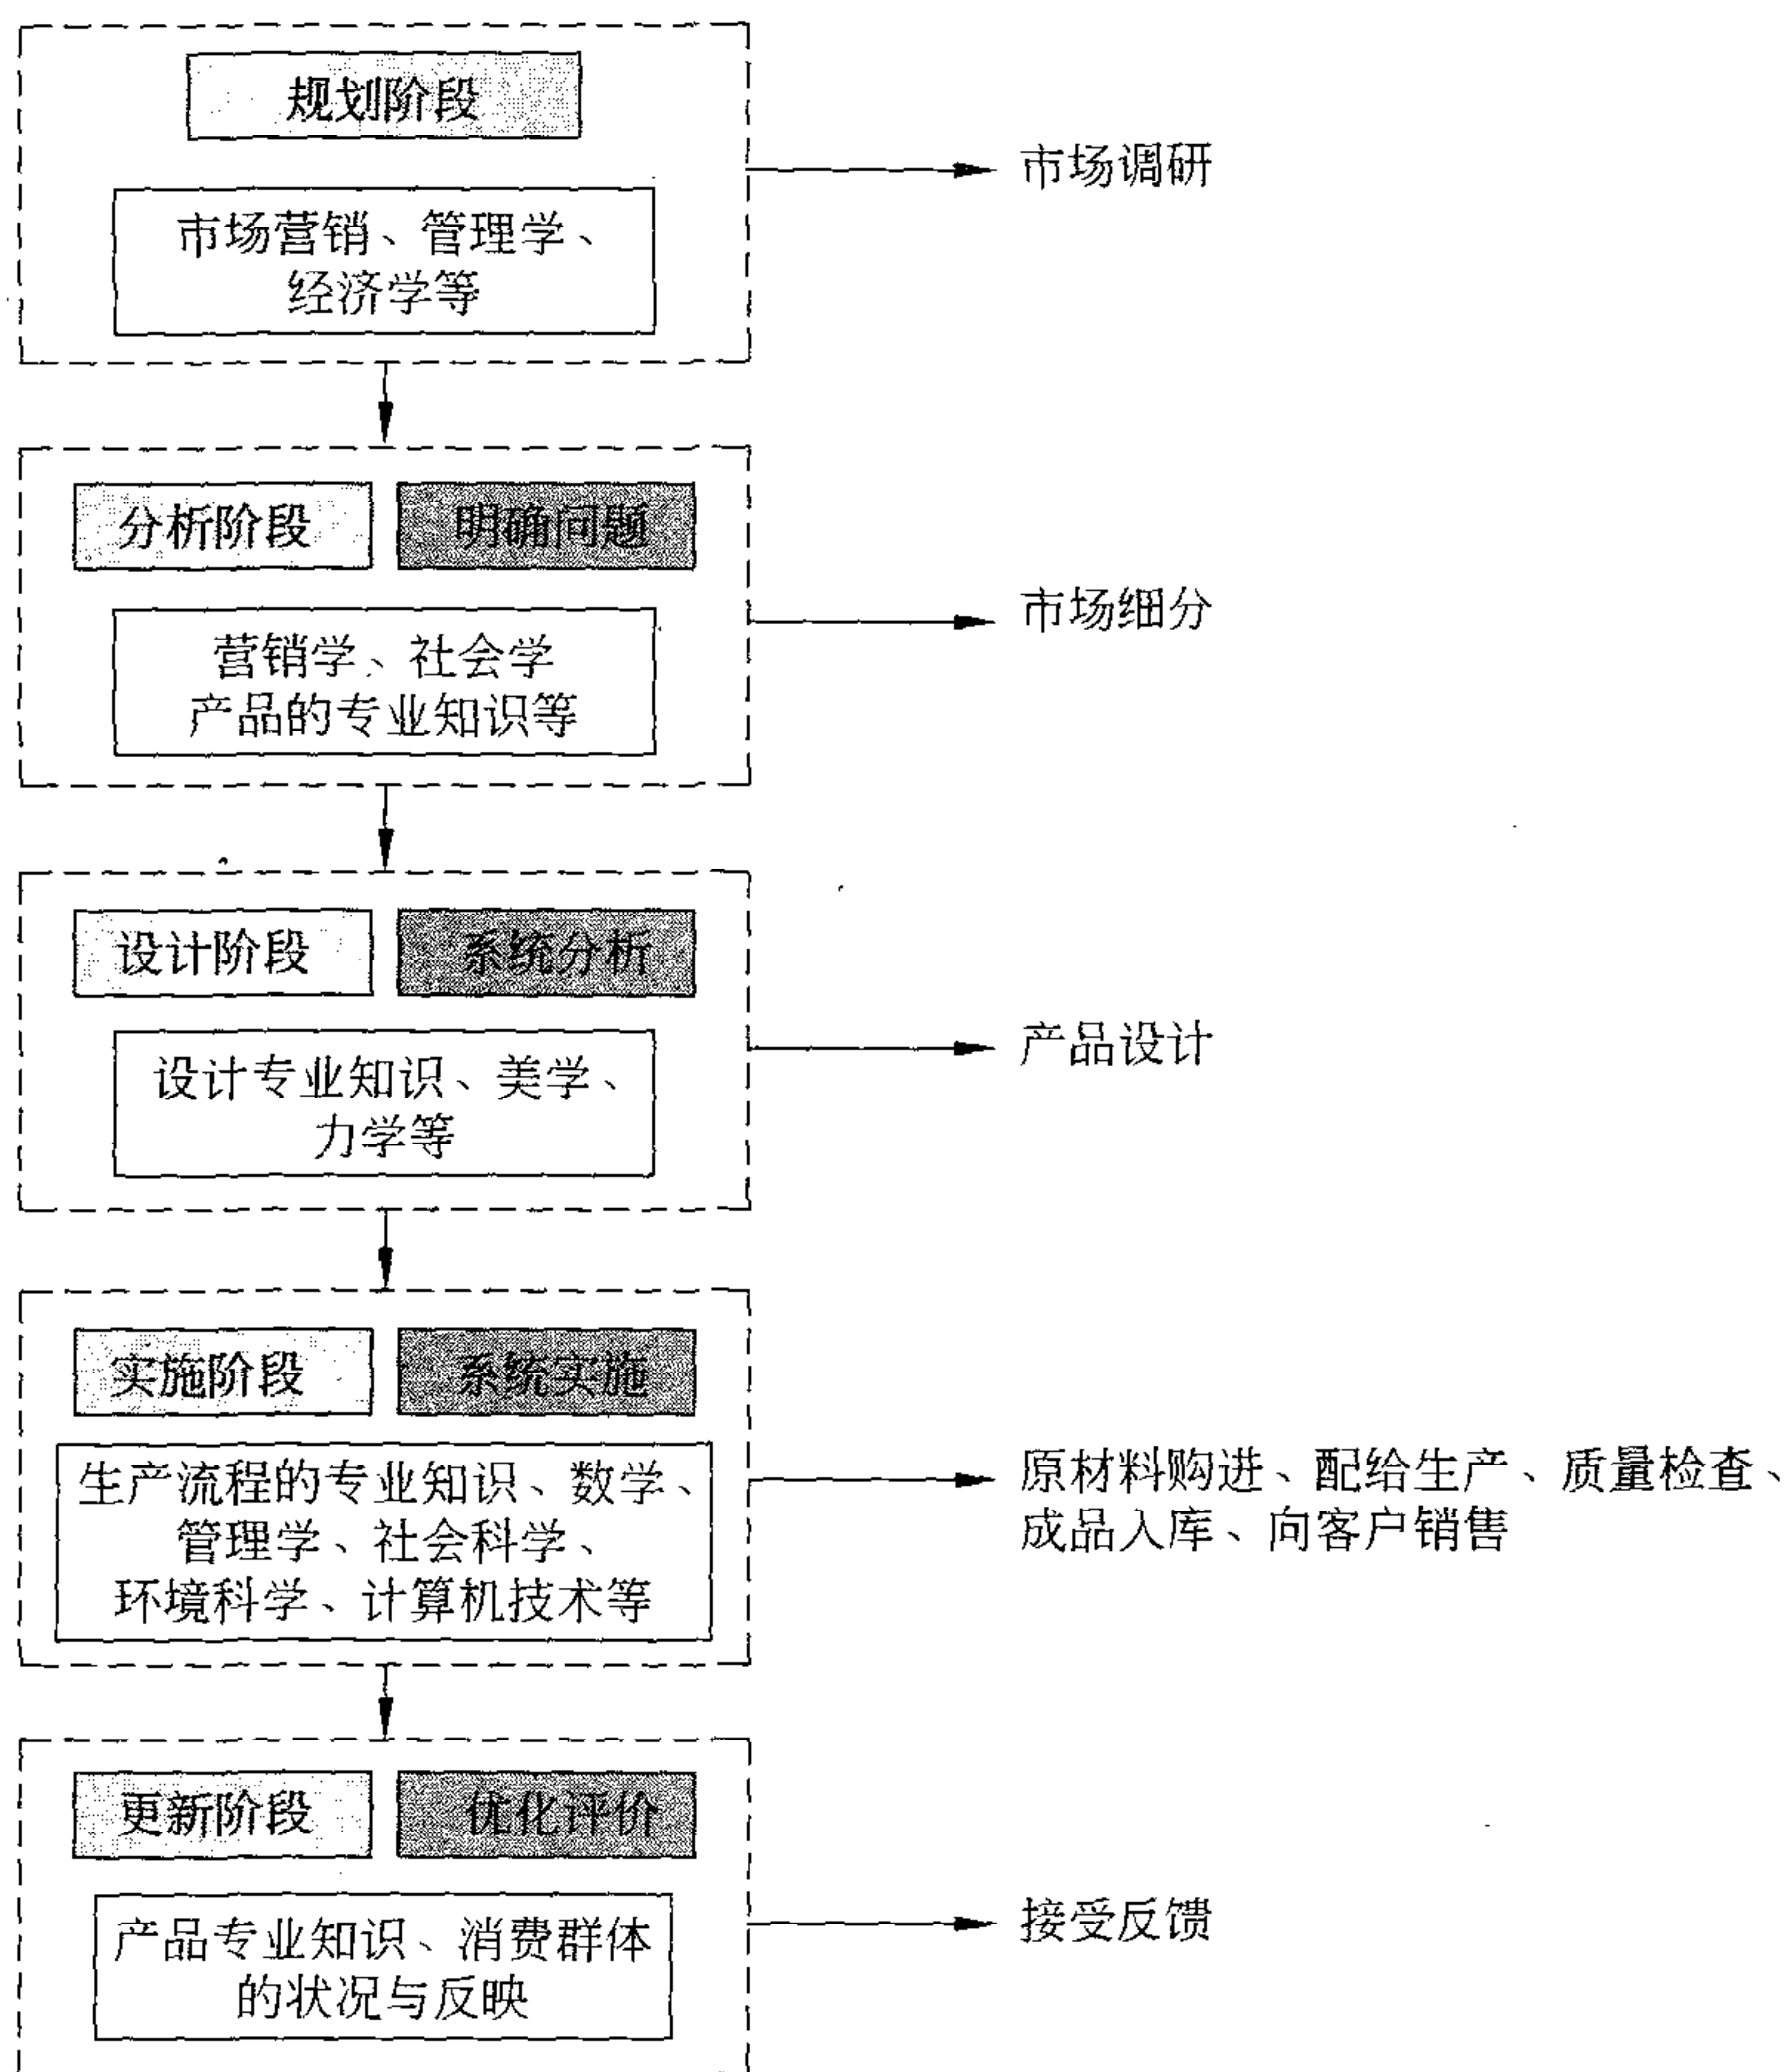 规划阶段
市场营销、管理学、
经济学等
市场调研
分析阶段
明确问题
营销学、社会学
产品的专业知识等
市场细分
设计阶段
系统分析
设计专业知识、美学、
力学等
产品设计
实施阶段
系统实施
生产流程的专业知识、数学、
管理学、社会科学、
环境科学、计算机技术等
原材料购进、配给生产、质量检查、
成品入库、向客户销售
更新阶段
优化评价
产品专业知识、消费群体
的状况与反映
接受反馈